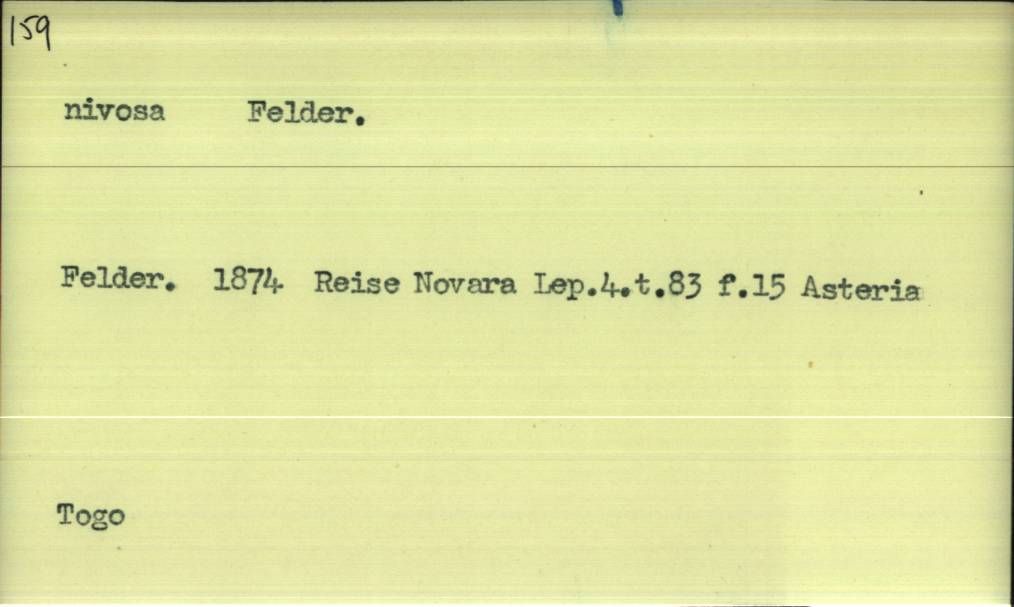 159
nivosa Felder.
Felder. 1874 Reise Novara Lep.4.t.83 f.15 Asteria
Togo